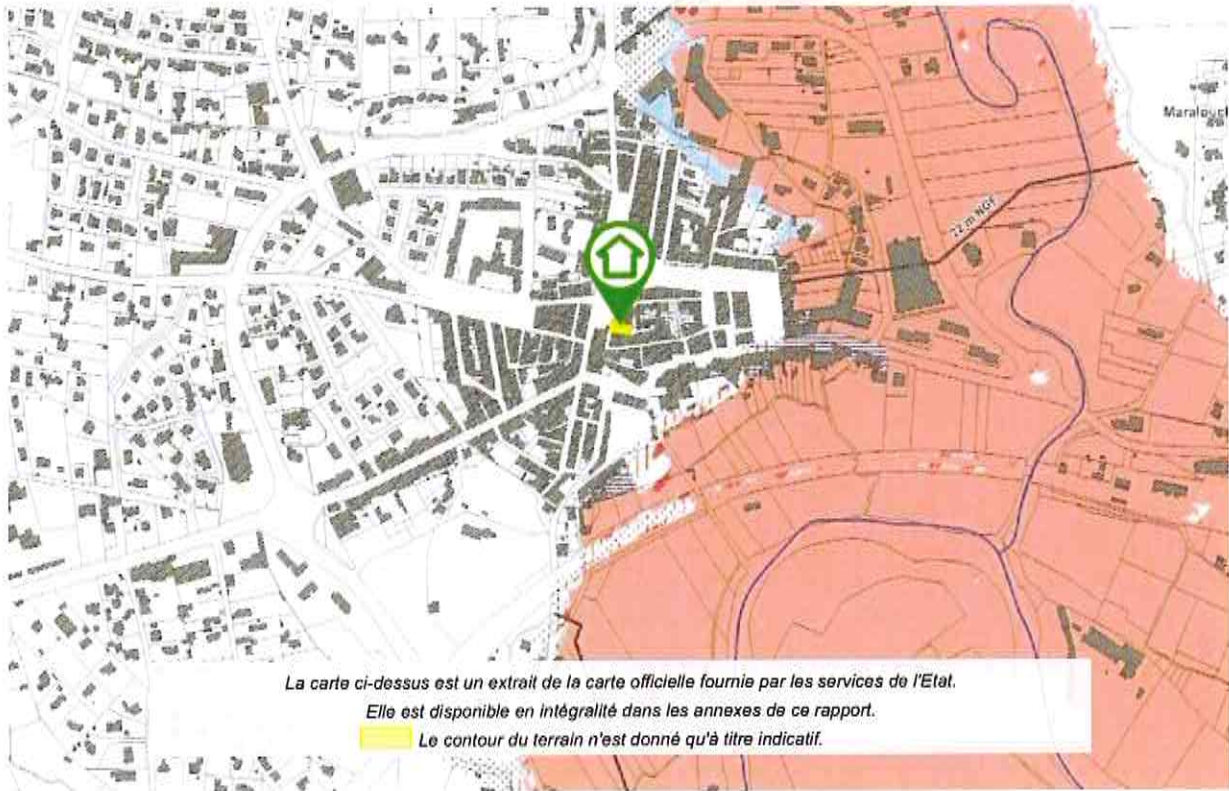 22 m NGF
La carte ci-dessus est un extrait de la carte officielle fournie par les services de l'Etat.
Elle est disponible en intégralité dans les annexes de ce rapport.
Le contour du terrain n'est donné qu'à titre indicatif.